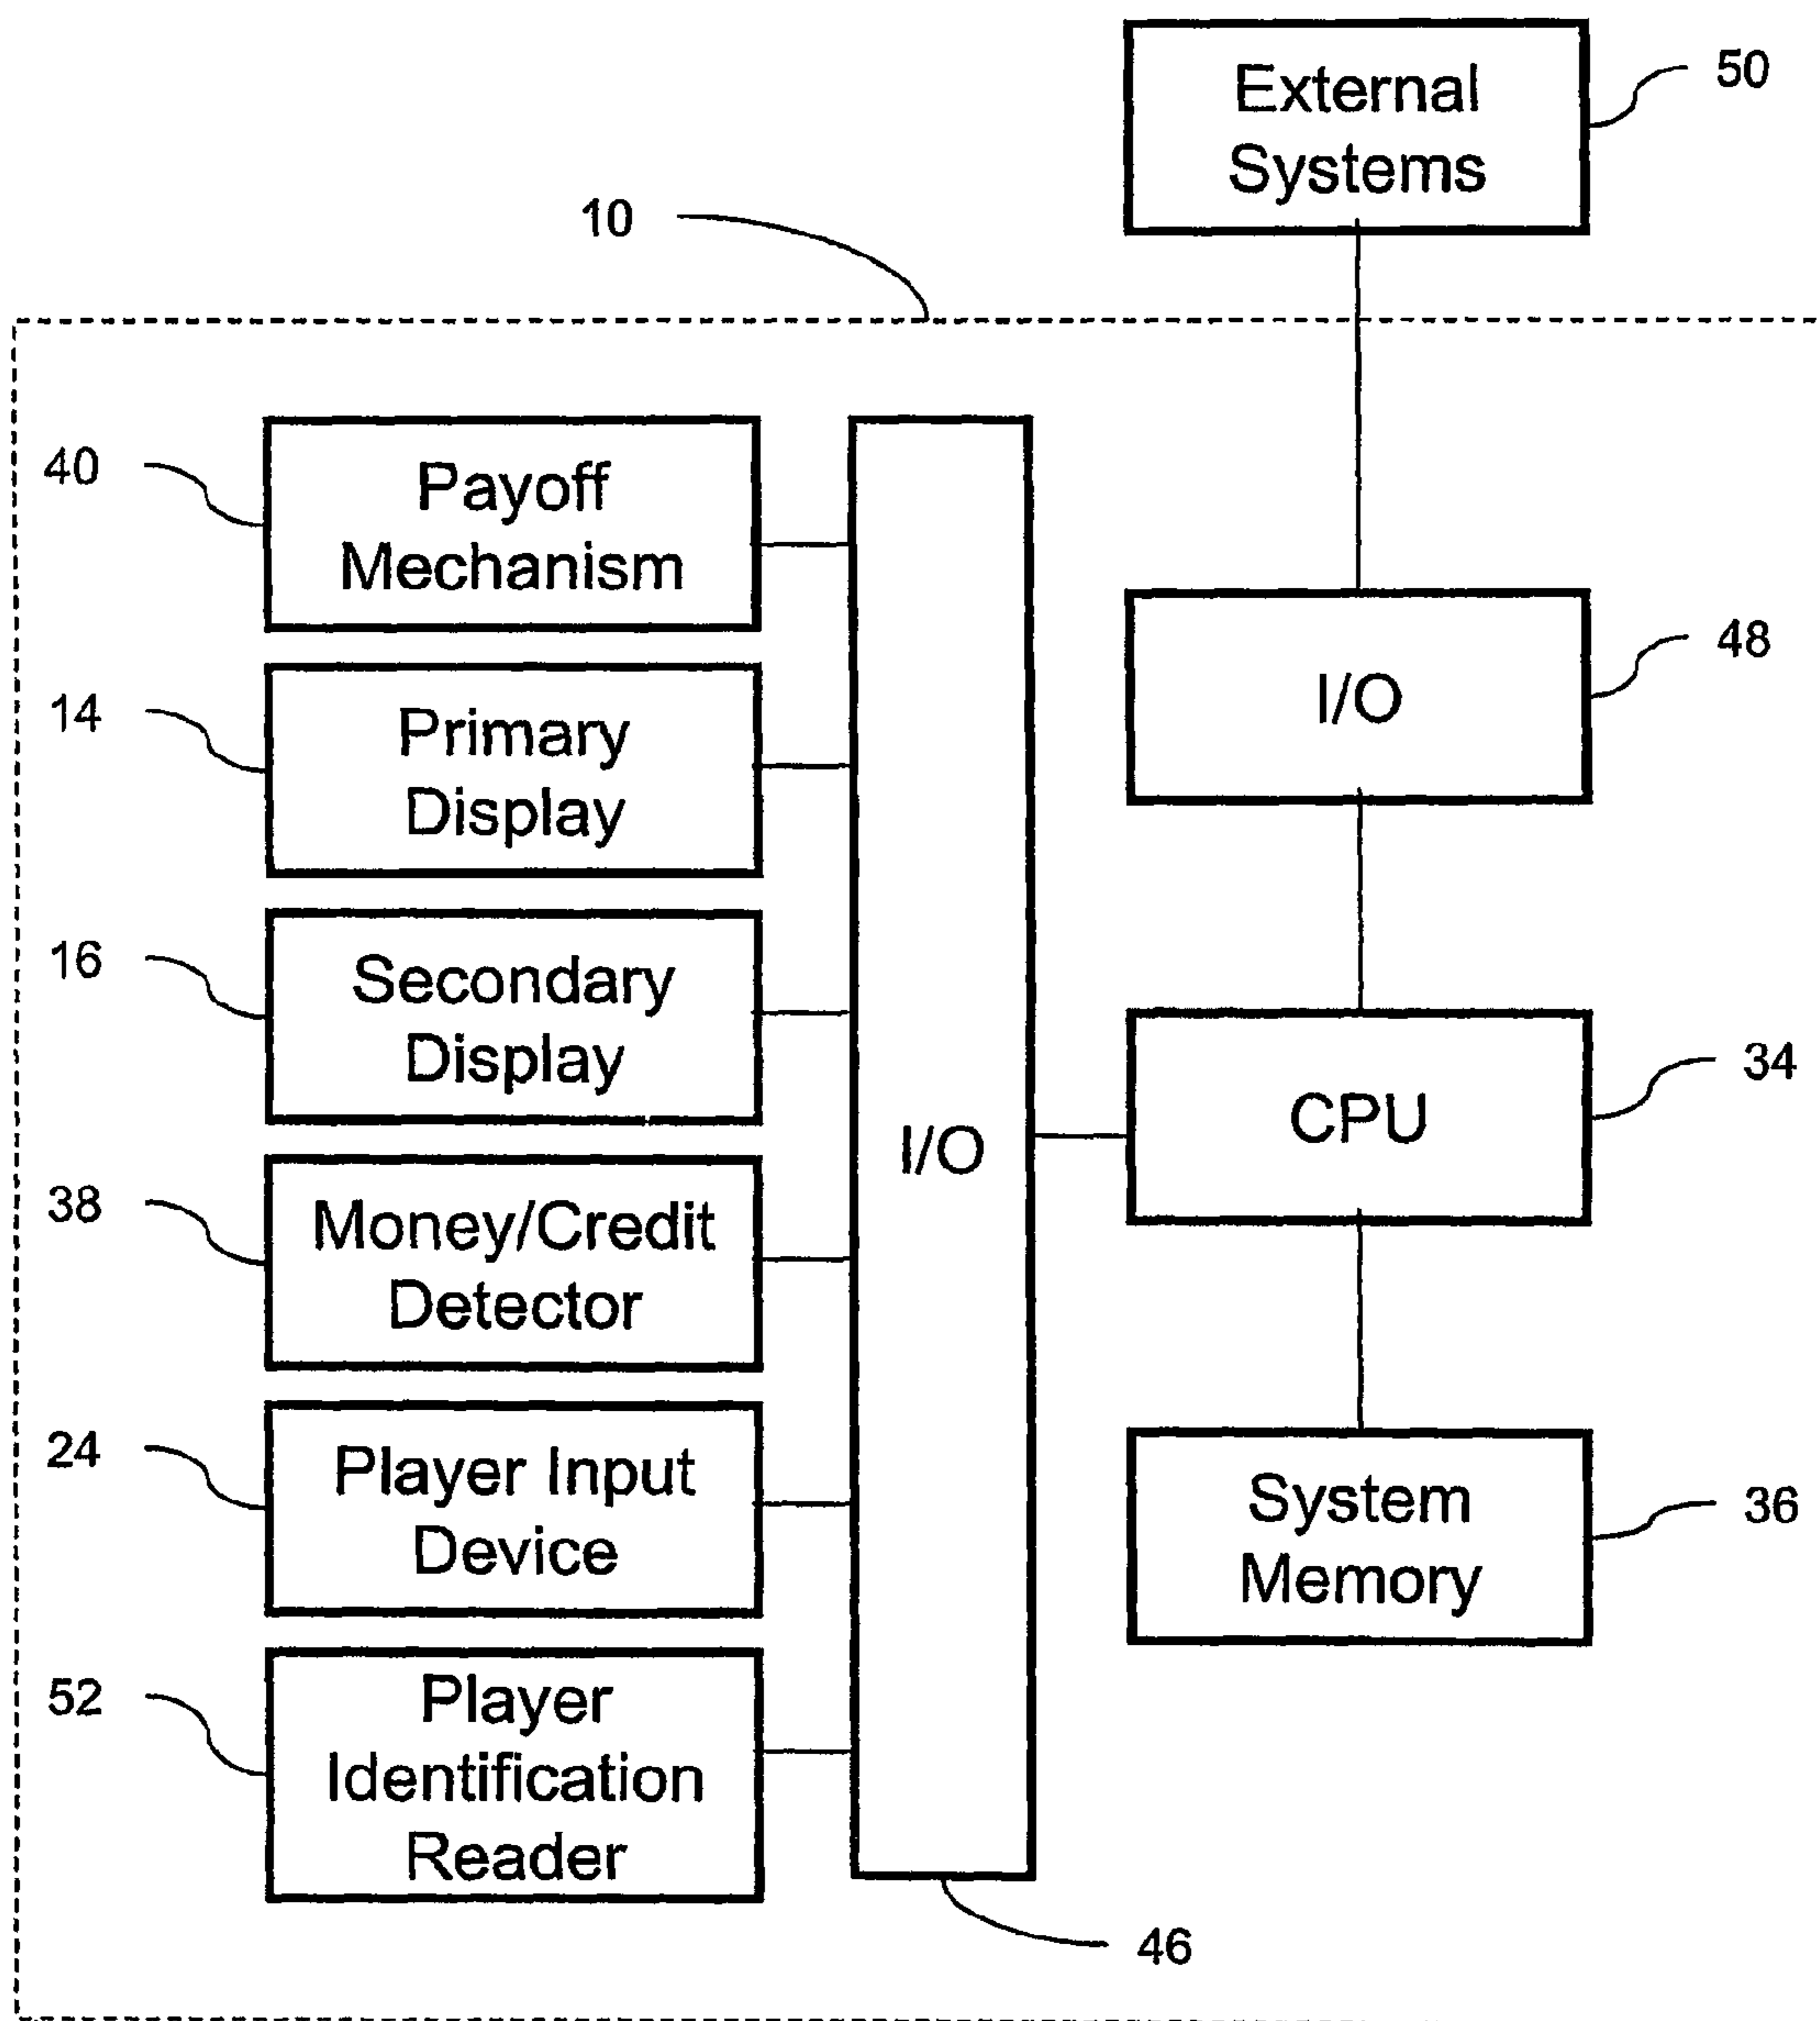 External
Systems
50
10
40
Payoff
Mechanism
14
Primary
Display
16
Secondary
Display
38
Money/Credit
Detector
24
Player Input
Device
52
Player
Identification
Reader
I/O
46
I/O
48
CPU
34
System
Memory
36